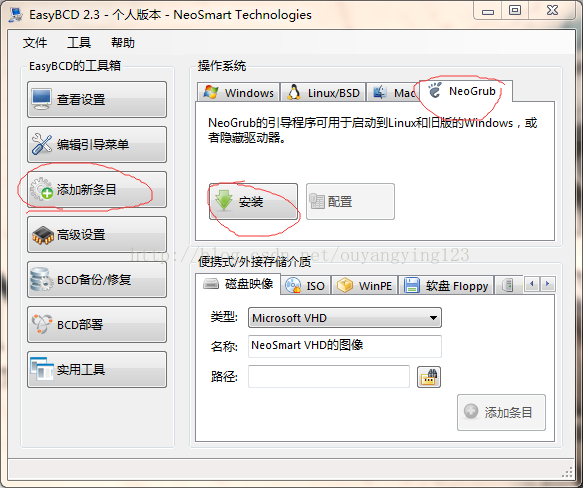 EasyBCD 2.3 - 个人版本 - NeoSmart Technologies
文件 工具 帮助
EasyBCD的工具箱
查看设置
编辑引导菜单
添加新条目
高级设置
BCD备份/修复
BCD部署
实用工具
操作系统
Windows Linux/BSD Mac NeoGrub
NeoGrub的引导程序可用于启动到Linux和旧版的Windows，或
者隐藏驱动器。
安装 配置
http://blog.csdn.net/ouyangying123
便携式/外接存储介质
磁盘映像 ISO WinPE 软盘 Floppy
类型: Microsoft VHD
名称: NeoSmart VHD的图像
路径:
添加条目